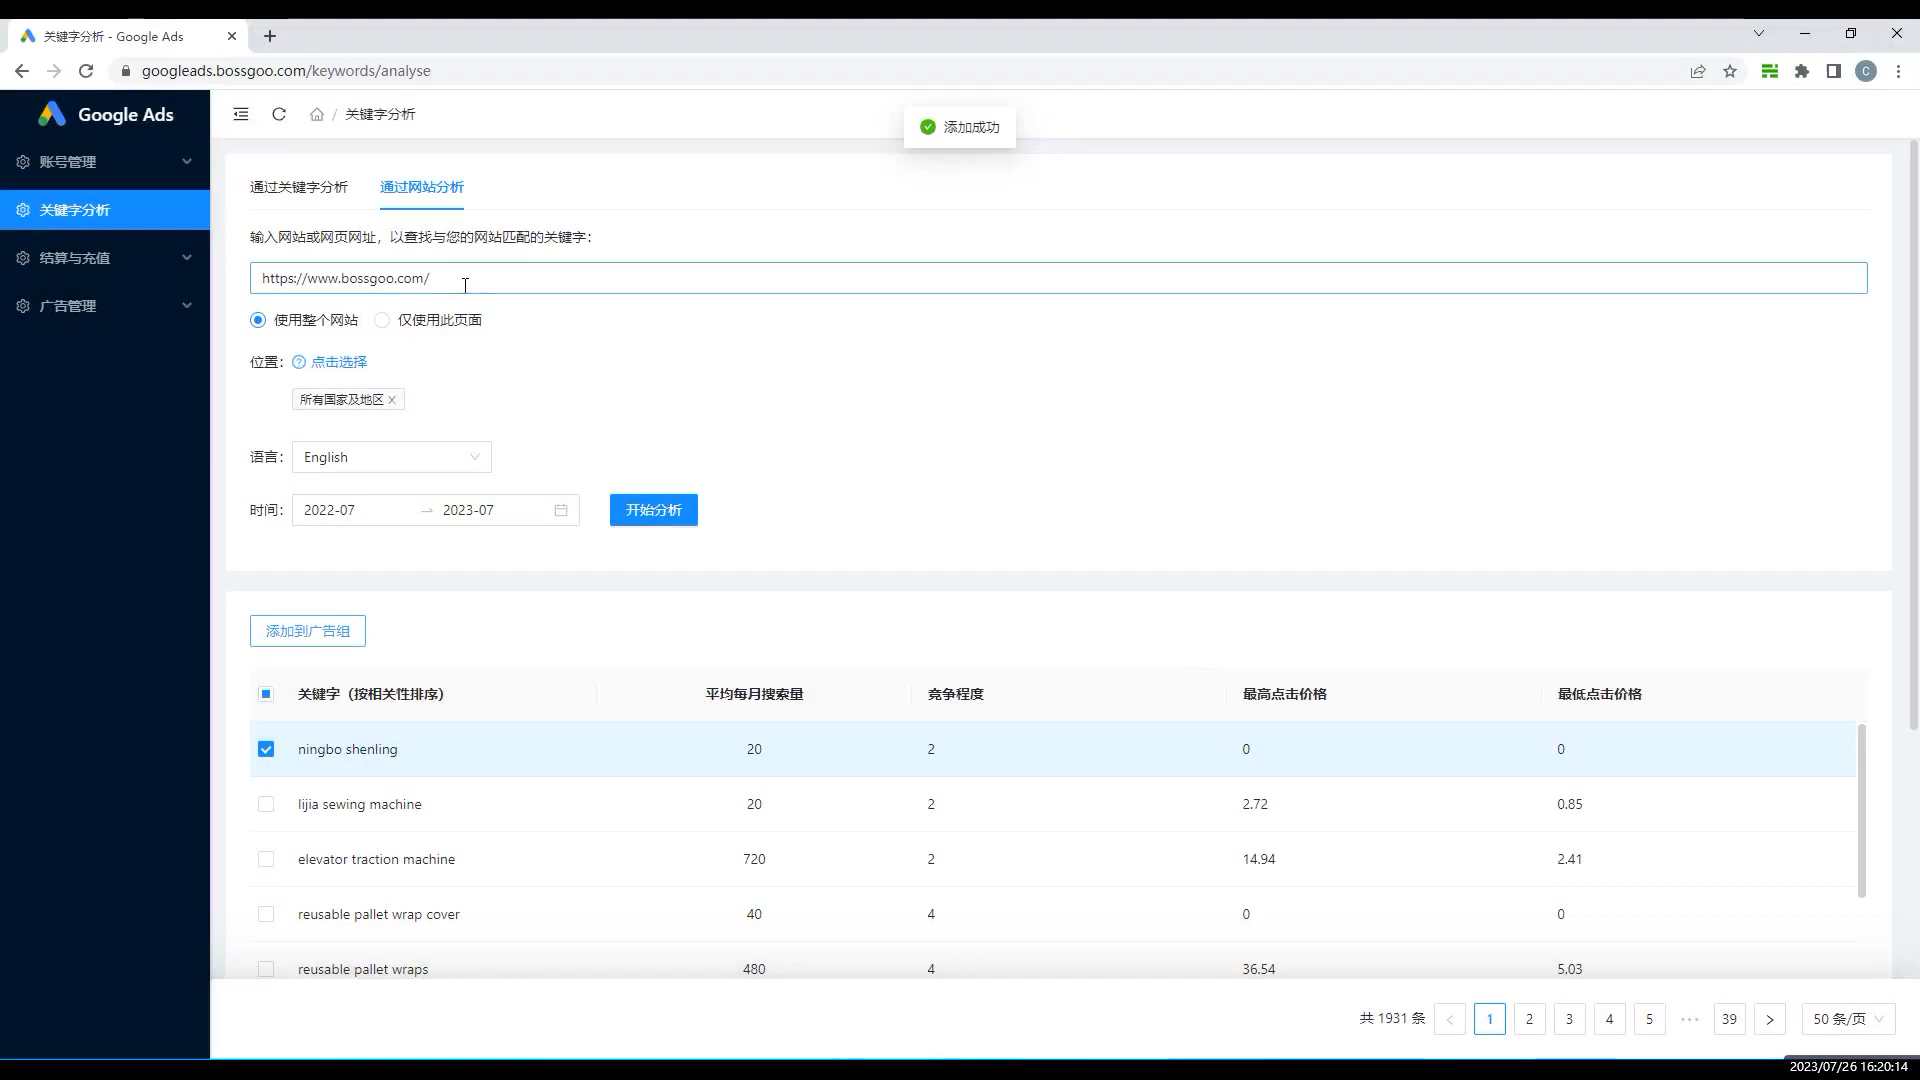 关键字分析 - Google Ads
googleads.bossgoo.com/keywords/analyse
C
Google Ads
账号管理
关键字分析
结算与充值
广告管理
/ 关键字分析
添加成功
通过关键字分析 通过网站分析
输入网站或网页网址，以查找与您的网站匹配的关键字：
https://www.bossgoo.com/
使用整个网站 仅使用此页面
位置： 点击选择
所有国家及地区
语言： English
时间： 2022-07 → 2023-07 开始分析
添加到广告组
关键字（按相关性排序） 平均每月搜索量 竞争程度 最高点击价格 最低点击价格
ningbo shenling 20 2 0 0
lijia sewing machine 20 2 2.72 0.85
elevator traction machine 720 2 14.94 2.41
reusable pallet wrap cover 40 4 0 0
reusable pallet wraps 480 4 36.54 5.03
共 1931 条 < 1 2 3 4 5 ••• 39 > 50 条/页
2023/07/26 16:20:14